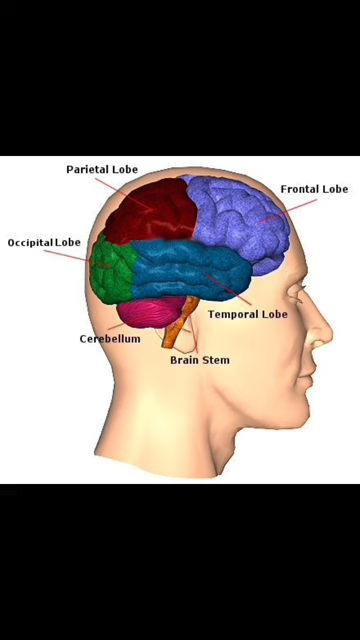 Parietal Lobe
Frontal Lobe
Occipital Lobe
Temporal Lobe
Cerebellum
Brain Stem